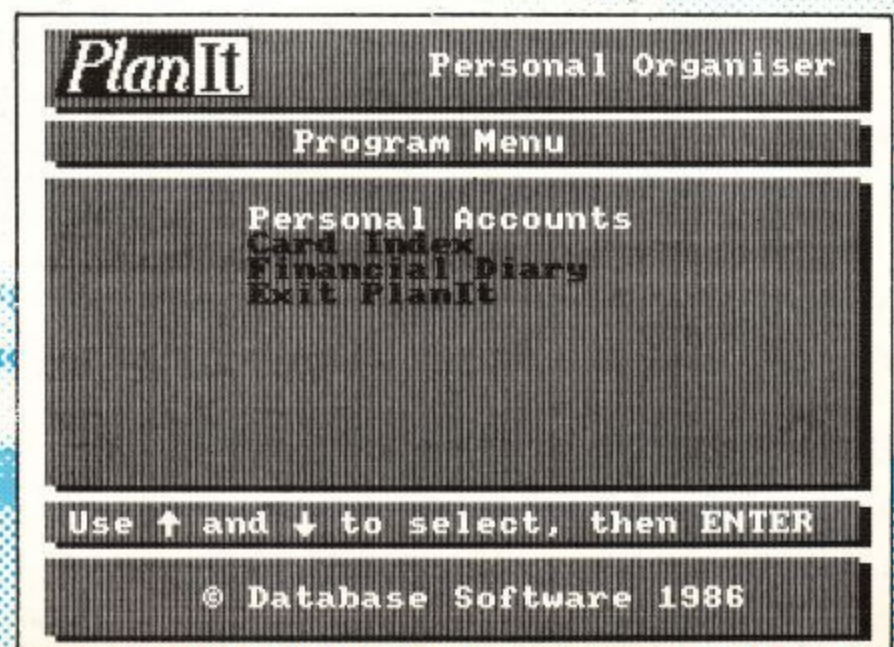 PlanIt
Personal Organiser
Program Menu
Personal Accounts
Card Index
Financial Diary
Exit PlanIt
Use ↑ and ↓ to select, then ENTER
© Database Software 1986